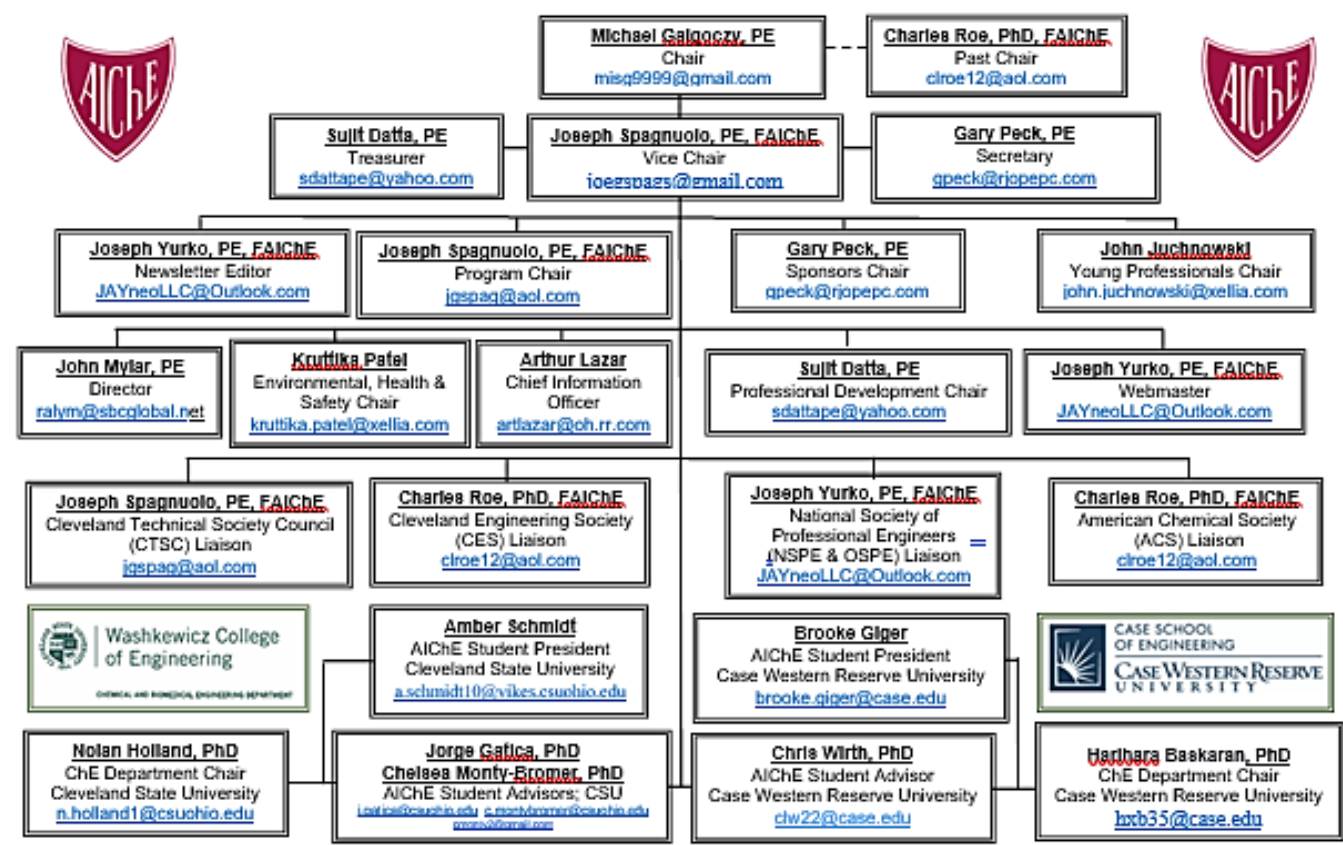 AIChE
Michael Galgoczy, PE
Chair
misg9999@gmail.com
Charles Roe, PhD, FAIChE
Past Chair
clroe12@aol.com
AIChE
Sujit Datta, PE
Treasurer
sdattape@yahoo.com
Joseph Spagnuolo, PE, FAIChE
Vice Chair
joegspags@gmail.com
Gary Peck, PE
Secretary
gpeck@rjopepc.com
Joseph Yurko, PE, FAIChE
Newsletter Editor
JAYneoLLC@Outlook.com
Joseph Spagnuolo, PE, FAIChE
Program Chair
jgspag@aol.com
Gary Peck, PE
Sponsors Chair
gpeck@rjopepc.com
John Juchnowski
Young Professionals Chair
john.juchnowski@xellia.com
John Mylar, PE
Director
ralym@sbcglobal.net
Kruttika Patel
Environmental, Health &
Safety Chair
kruttika.patel@xellia.com
Arthur Lazar
Chief Information
Officer
artlazar@oh.rr.com
Sujit Datta, PE
Professional Development Chair
sdattape@yahoo.com
Joseph Yurko, PE, FAIChE
Webmaster
JAYneoLLC@Outlook.com
Joseph Spagnuolo, PE, FAIChE
Cleveland Technical Society Council
(CTSC) Liaison
jgspag@aol.com
Charles Roe, PhD, FAIChE
Cleveland Engineering Society
(CES) Liaison
clroe12@aol.com
Joseph Yurko, PE, FAIChE
National Society of
Professional Engineers
(NSPE & OSPE) Liaison
JAYneoLLC@Outlook.com
Charles Roe, PhD, FAIChE
American Chemical Society
(ACS) Liaison
clroe12@aol.com
Washkewicz College
of Engineering
CHEMICAL AND BIOMEDICAL ENGINEERING DEPARTMENT
Amber Schmidt
AIChE Student President
Cleveland State University
a.schmidt10@vikes.csuohio.edu
Brooke Giger
AIChE Student President
Case Western Reserve University
brooke.giger@case.edu
CASE SCHOOL
OF ENGINEERING
CASE WESTERN RESERVE
UNIVERSITY
Nolan Holland, PhD
ChE Department Chair
Cleveland State University
n.holland1@csuohio.edu
Jorge Gatica, PhD
Chelsea Monty-Bromer, PhD
AIChE Student Advisors; CSU
j.gatica@csuohio.edu c.montybromer@csuohio.edu
Chris Wirth, PhD
AIChE Student Advisor
Case Western Reserve University
clw22@case.edu
Harihara Baskaran, PhD
ChE Department Chair
Case Western Reserve University
hxb35@case.edu